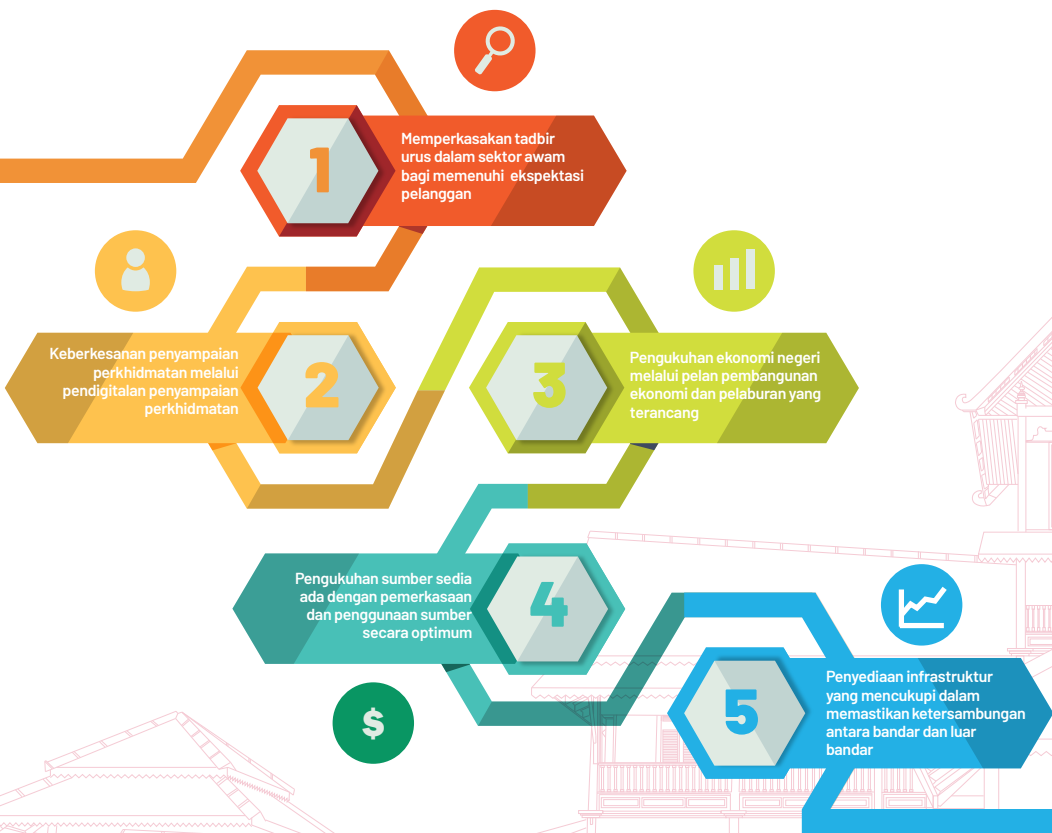 1
Memperkasakan tadbir
urus dalam sektor awam
bagi memenuhi ekspektasi
pelanggan
2
Keberkesanan penyampaian
perkhidmatan melalui
pendigitalan penyampaian
perkhidmatan
3
Pengukuhan ekonomi negeri
melalui pelan pembangunan
ekonomi dan pelaburan yang
terancang
4
Pengukuhan sumber sedia
ada dengan pemerkasaan
dan penggunaan sumber
secara optimum
$
5
Penyediaan infrastruktur
yang mencukupi dalam
memastikan ketersambungan
antara bandar dan luar
bandar